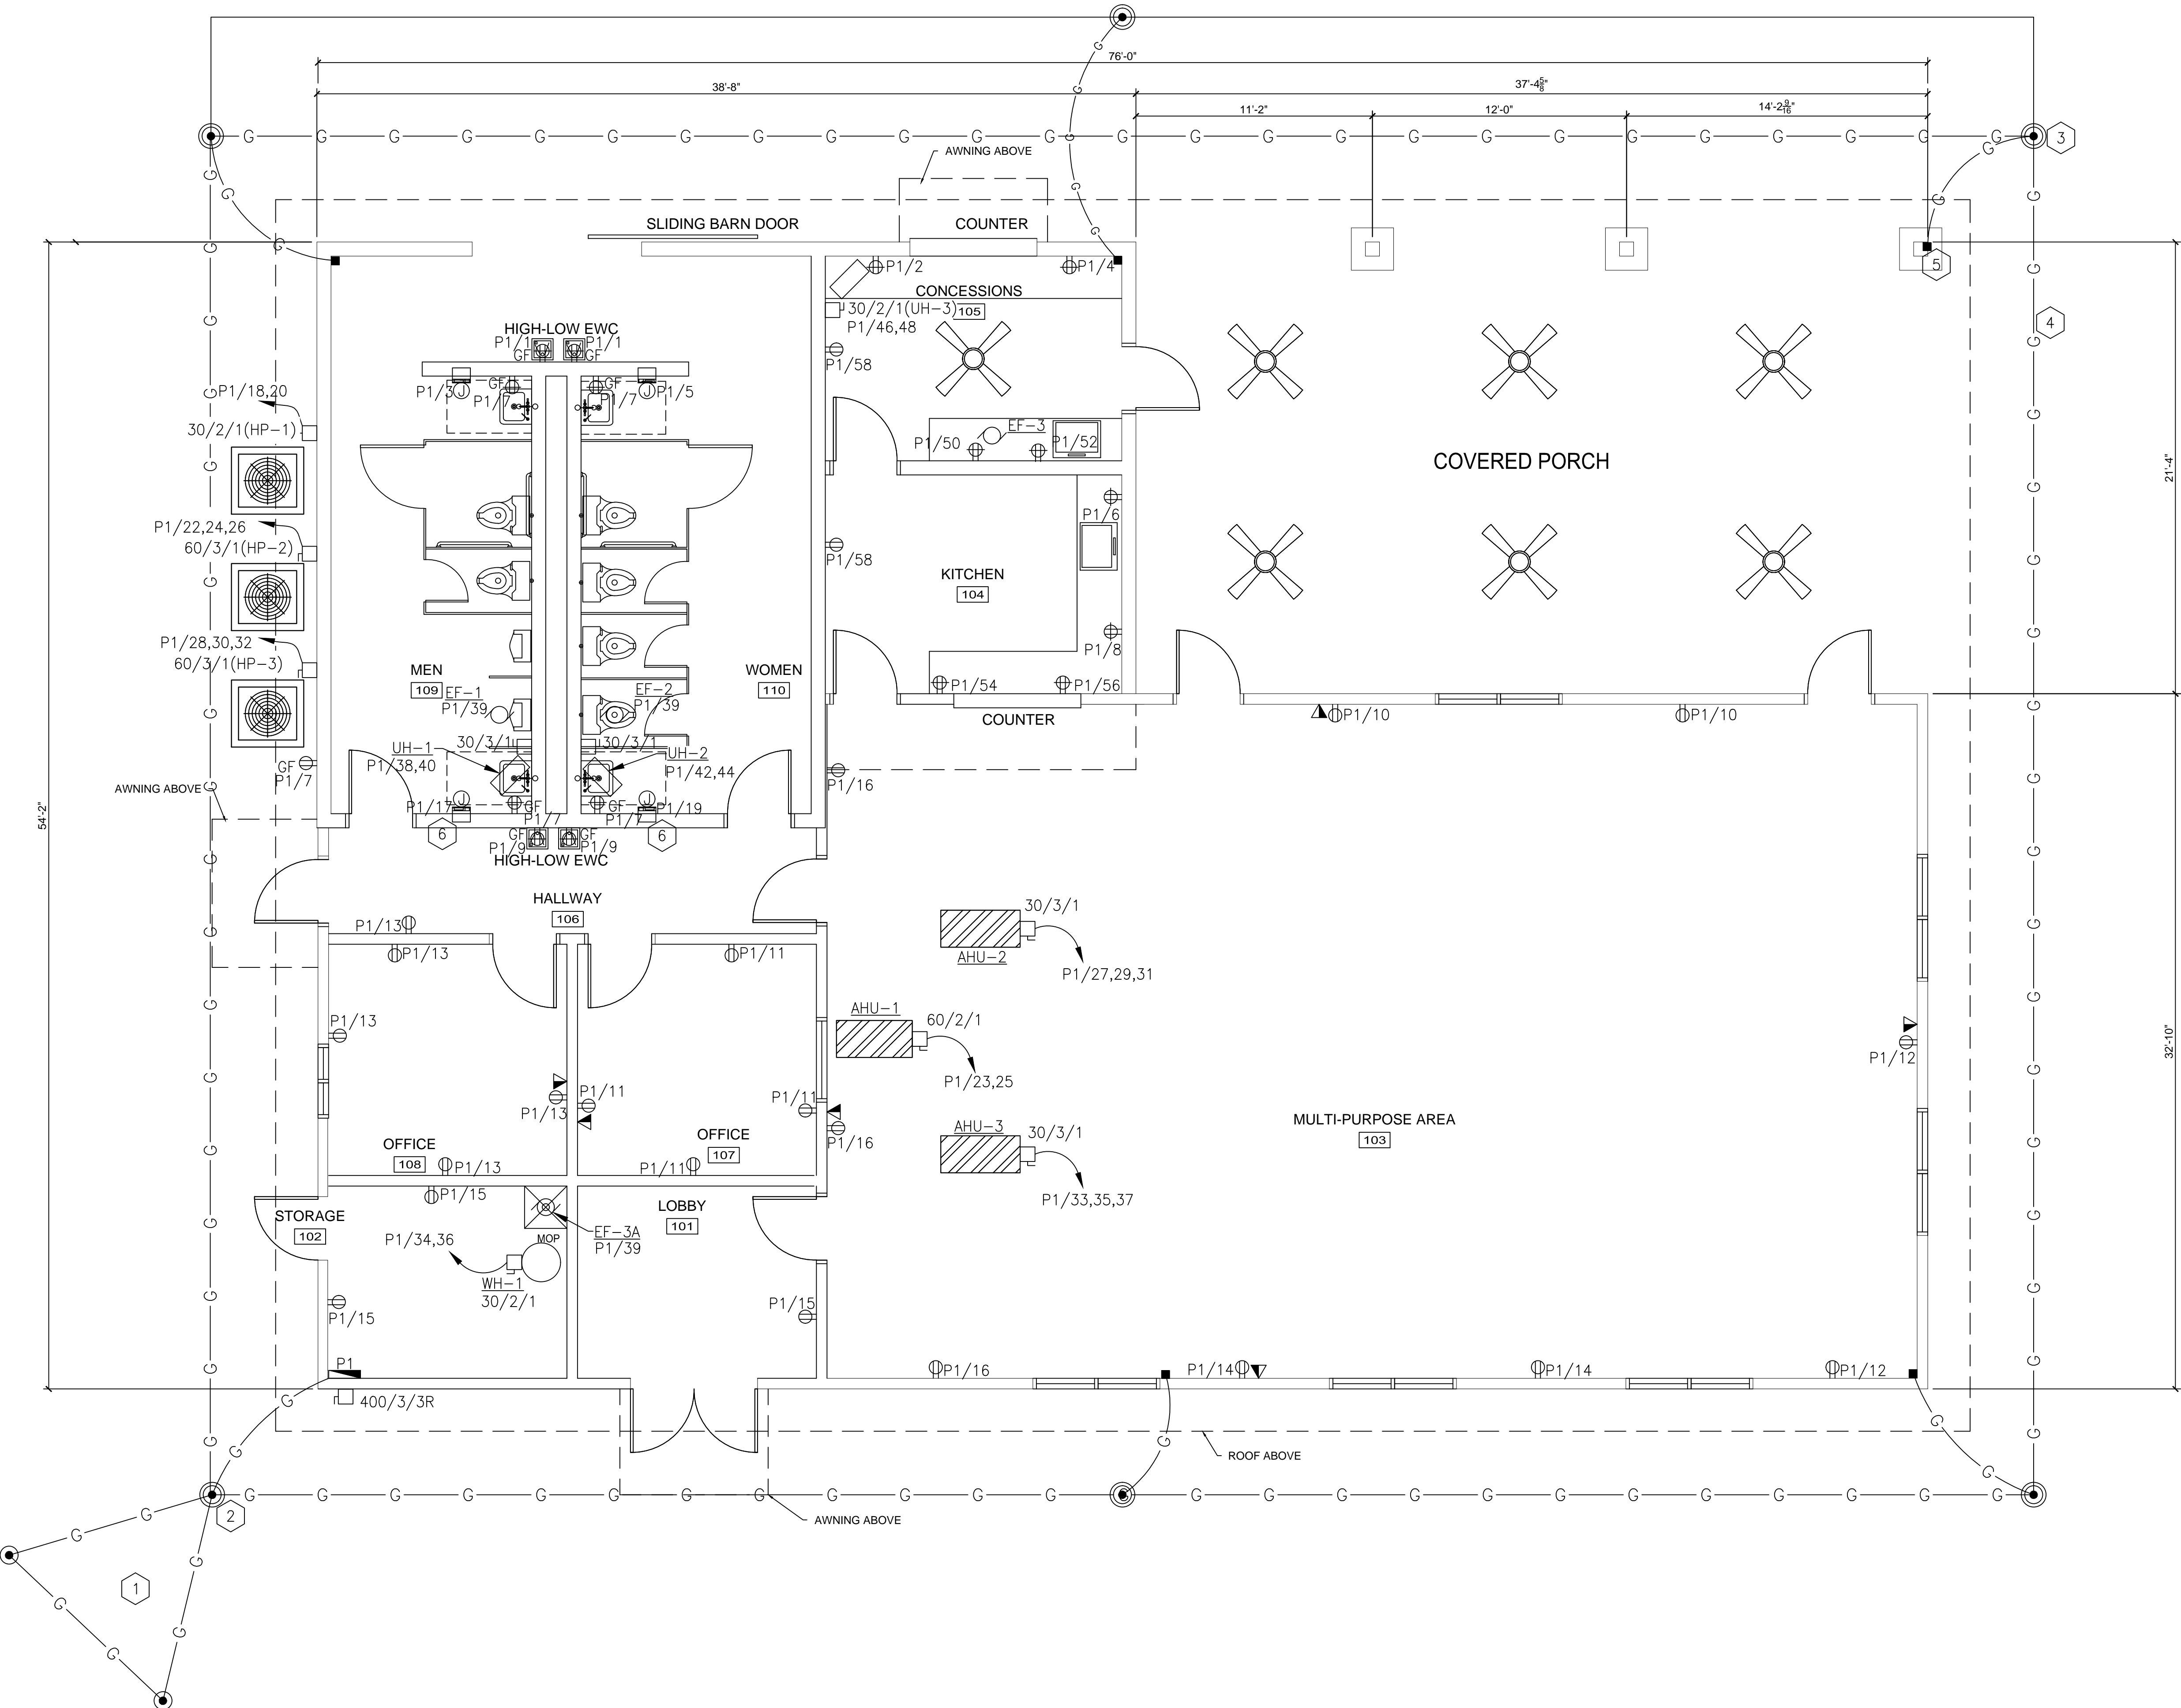 76'-0"
38'-8"
37'-4 5/8"
11'-2"
12'-0"
14'-2 9/16"
G G G G G G G G G G G G G G G G G G G G G G G G G
3
AWNING ABOVE
SLIDING BARN DOOR
COUNTER
P1/2
P1/4
5
CONCESSIONS
105
30/2/1(UH-3)
P1/46,48
4
HIGH-LOW EWC
P1/1
P1/1
GF
GF
P1/58
P1/3
J
GF
GF
J
P1/5
P1/7
P1/7
P1/18,20
30/2/1(HP-1)
EF-3
P1/50
P1/52
COVERED PORCH
21'-4"
P1/6
P1/22,24,26
60/3/1(HP-2)
P1/58
KITCHEN
104
P1/28,30,32
60/3/1(HP-3)
P1/8
MEN
109
WOMEN
110
EF-1
P1/39
EF-2
P1/39
P1/54
P1/56
COUNTER
P1/10
P1/10
30/3/1
30/3/1
UH-1
P1/38,40
UH-2
P1/42,44
GF
P1/7
P1/16
AWNING ABOVE
54'-2"
P1/17
J
GF
P1/7
GF
P1/7
J
P1/19
6
6
GF
P1/9
GF
P1/9
HIGH-LOW EWC
HALLWAY
106
P1/13
P1/13
P1/11
30/3/1
AHU-2
P1/27,29,31
AHU-1
60/2/1
P1/23,25
P1/13
P1/12
32'-10"
P1/13
P1/11
P1/11
P1/16
MULTI-PURPOSE AREA
103
AHU-3
30/3/1
P1/33,35,37
OFFICE
108
P1/13
OFFICE
107
P1/11
P1/15
STORAGE
102
LOBBY
101
MOP
EF-3A
P1/39
P1/34,36
WH-1
30/2/1
P1/15
P1/15
P1
400/3/3R
P1/16
P1/14
P1/14
P1/12
ROOF ABOVE
2
G G G G G G G G G G G G G G G G G G G G G G G G G
AWNING ABOVE
1